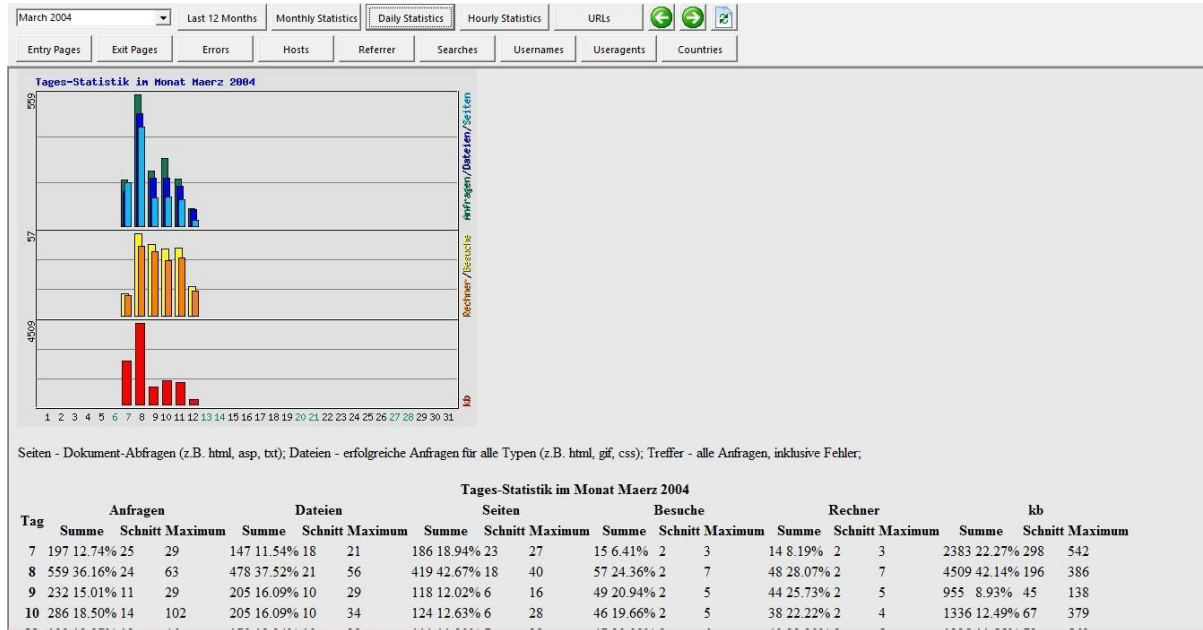 March 2004 Last 12 Months Monthly Statistics Daily Statistics Hourly Statistics URLs
Entry Pages Exit Pages Errors Hosts Referrer Searches Usernames Useragents Countries
Tages-Statistik im Monat Maerz 2004
559
Anfragen/Dateien/Seiten
57
Rechner/Besuche
4509
kb
1 2 3 4 5 6 7 8 9 10 11 12 13 14 15 16 17 18 19 20 21 22 23 24 25 26 27 28 29 30 31
Seiten - Dokument-Abfragen (z.B. html, asp, txt); Dateien - erfolgreiche Anfragen für alle Typen (z.B. html, gif, css); Treffer - alle Anfragen, inklusive Fehler;
Tages-Statistik im Monat Maerz 2004
Tag Anfragen Dateien Seiten Besuche Rechner kb
Summe Schnitt Maximum Summe Schnitt Maximum Summe Schnitt Maximum Summe Schnitt Maximum Summe Schnitt Maximum Summe Schnitt Maximum
7 197 12.74% 25 29 147 11.54% 18 21 186 18.94% 23 27 15 6.41% 2 3 14 8.19% 2 3 2383 22.27% 298 542
8 559 36.16% 24 63 478 37.52% 21 56 419 42.67% 18 40 57 24.36% 2 7 48 28.07% 2 7 4509 42.14% 196 386
9 232 15.01% 11 29 205 16.09% 10 29 118 12.02% 6 16 49 20.94% 2 5 44 25.73% 2 5 955 8.93% 45 138
10 286 18.50% 14 102 205 16.09% 10 34 124 12.63% 6 28 46 19.66% 2 5 38 22.22% 2 4 1336 12.49% 67 379